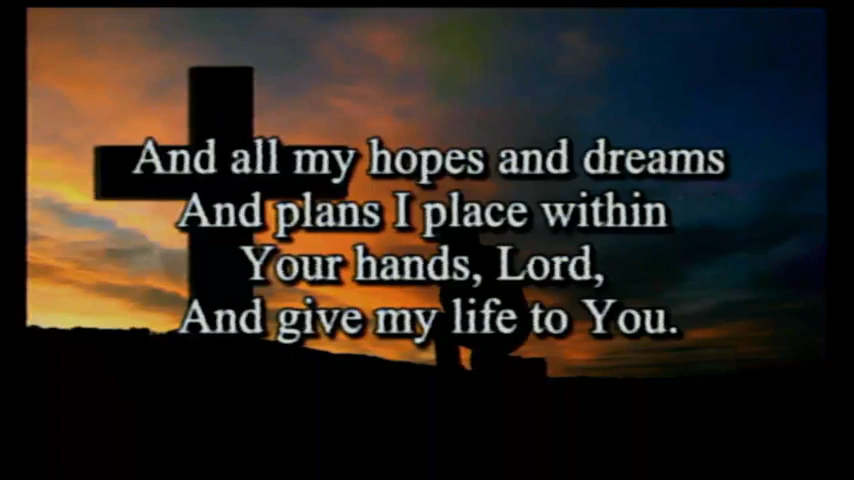 And all my hopes and dreams
And plans I place within
Your hands, Lord,
And give my life to You.